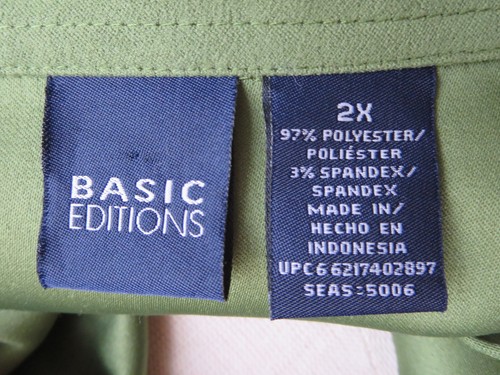 BASIC
EDITIONS
2X
97% POLYESTER/
POLIÉSTER
3% SPANDEX/
SPANDEX
MADE IN/
HECHO EN
INDONESIA
UPC6 6217402897
SEAS:5006